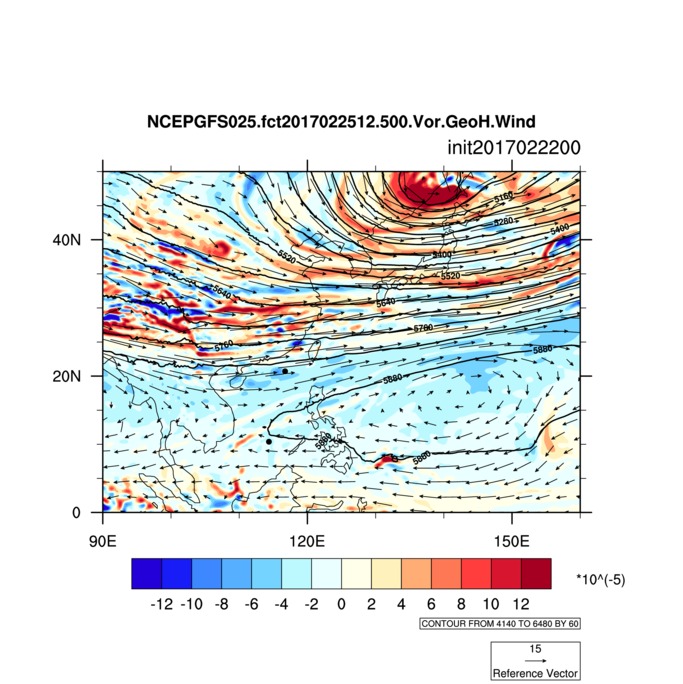 NCEPGFS025.fct2017022512.500.Vor.GeoH.Wind
init2017022200
5160
5280
5400
40N
5400
5520
5520
5640
5640
5760
5760
5880
20N
5880
5880
5880
0
90E 120E 150E
-12 -10 -8 -6 -4 -2 0 2 4 6 8 10 12
*10^(-5)
CONTOUR FROM 4140 TO 6480 BY 60
15
Reference Vector